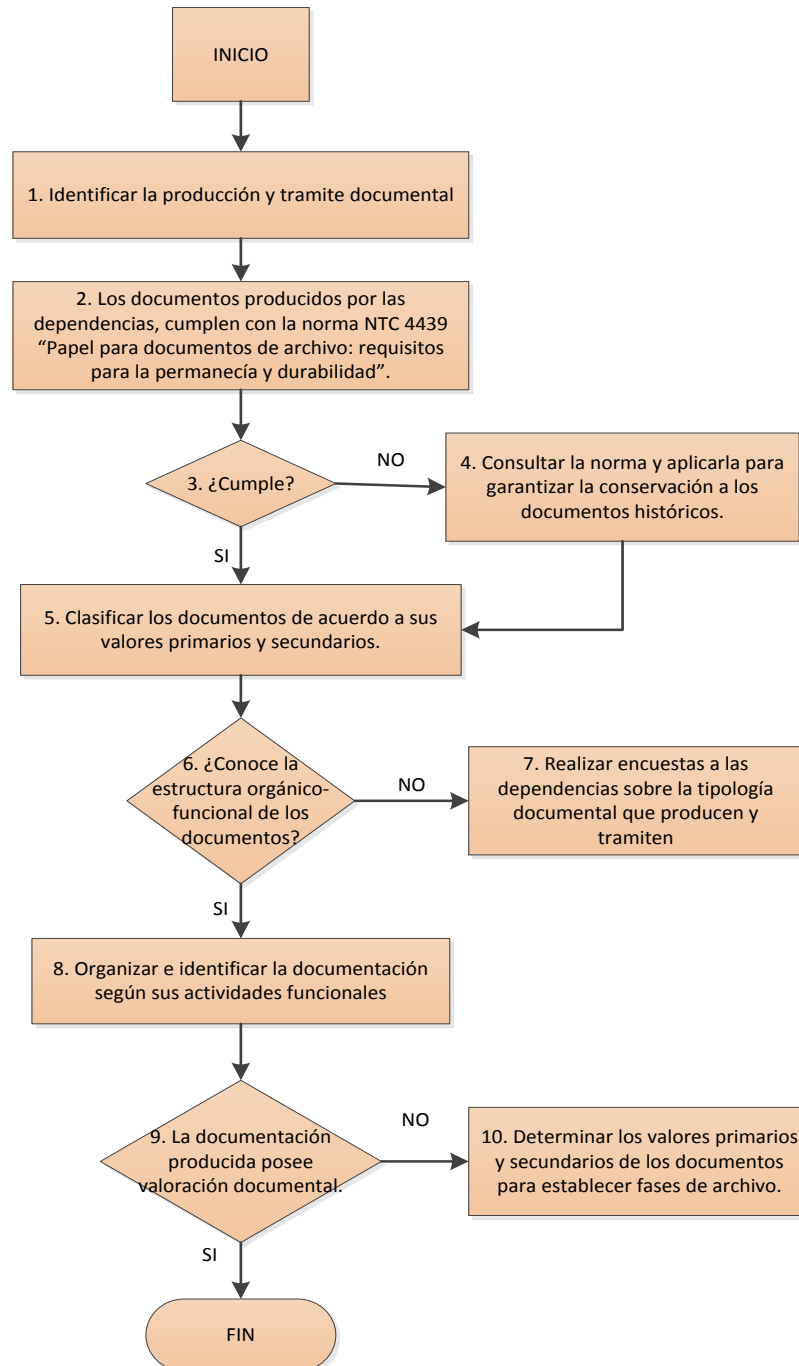 INICIO
1. Identificar la producción y tramite documental
2. Los documentos producidos por las
dependencias, cumplen con la norma NTC 4439
“Papel para documentos de archivo: requisitos
para la permanecía y durabilidad”.
3. ¿Cumple?
NO
4. Consultar la norma y aplicarla para
garantizar la conservación a los
documentos históricos.
SI
5. Clasificar los documentos de acuerdo a sus
valores primarios y secundarios.
6. ¿Conoce la
estructura orgánico-
funcional de los
documentos?
NO
7. Realizar encuestas a las
dependencias sobre la tipología
documental que producen y
tramiten
SI
8. Organizar e identificar la documentación
según sus actividades funcionales
9. La documentación
producida posee
valoración documental.
NO
10. Determinar los valores primarios
y secundarios de los documentos
para establecer fases de archivo.
SI
FIN